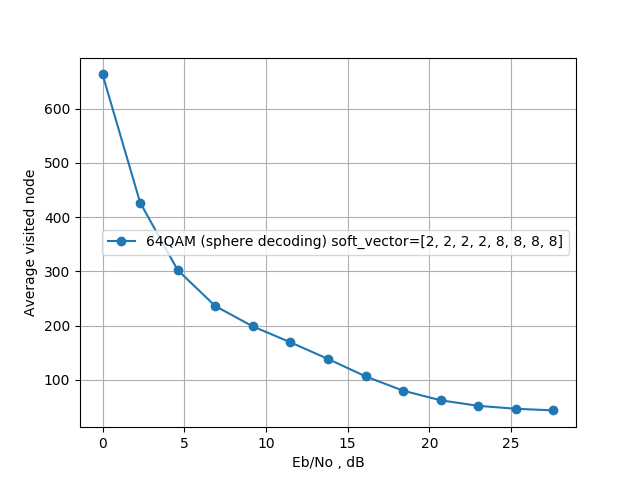 600
500
400
300
200
100
Average visited node
64QAM (sphere decoding) soft_vector=[2, 2, 2, 2, 8, 8, 8, 8]
0 5 10 15 20 25
Eb/No , dB